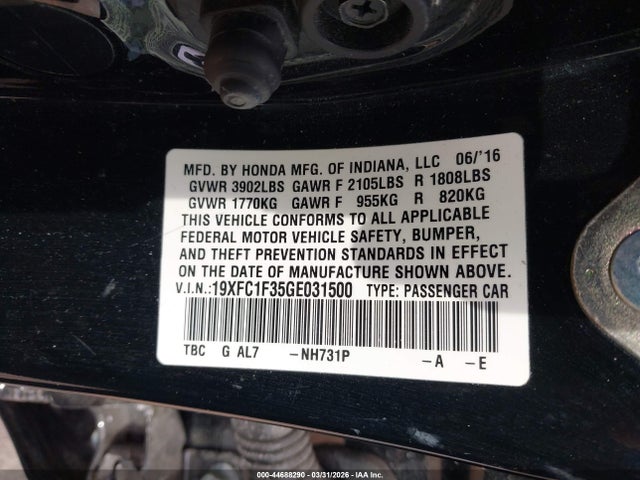 MFD. BY HONDA MFG. OF INDIANA, LLC 06/'16
GVWR 3902LBS GAWR F 2105LBS R 1808LBS
GVWR 1770KG GAWR F 955KG R 820KG
THIS VEHICLE CONFORMS TO ALL APPLICABLE
FEDERAL MOTOR VEHICLE SAFETY, BUMPER,
AND THEFT PREVENTION STANDARDS IN EFFECT
ON THE DATE OF MANUFACTURE SHOWN ABOVE.
V.I.N.:19XFC1F35GE031500 TYPE: PASSENGER CAR
TBC G AL7 -NH731P -A -E
000-44688290 - 03/31/2026 - IAA Inc.